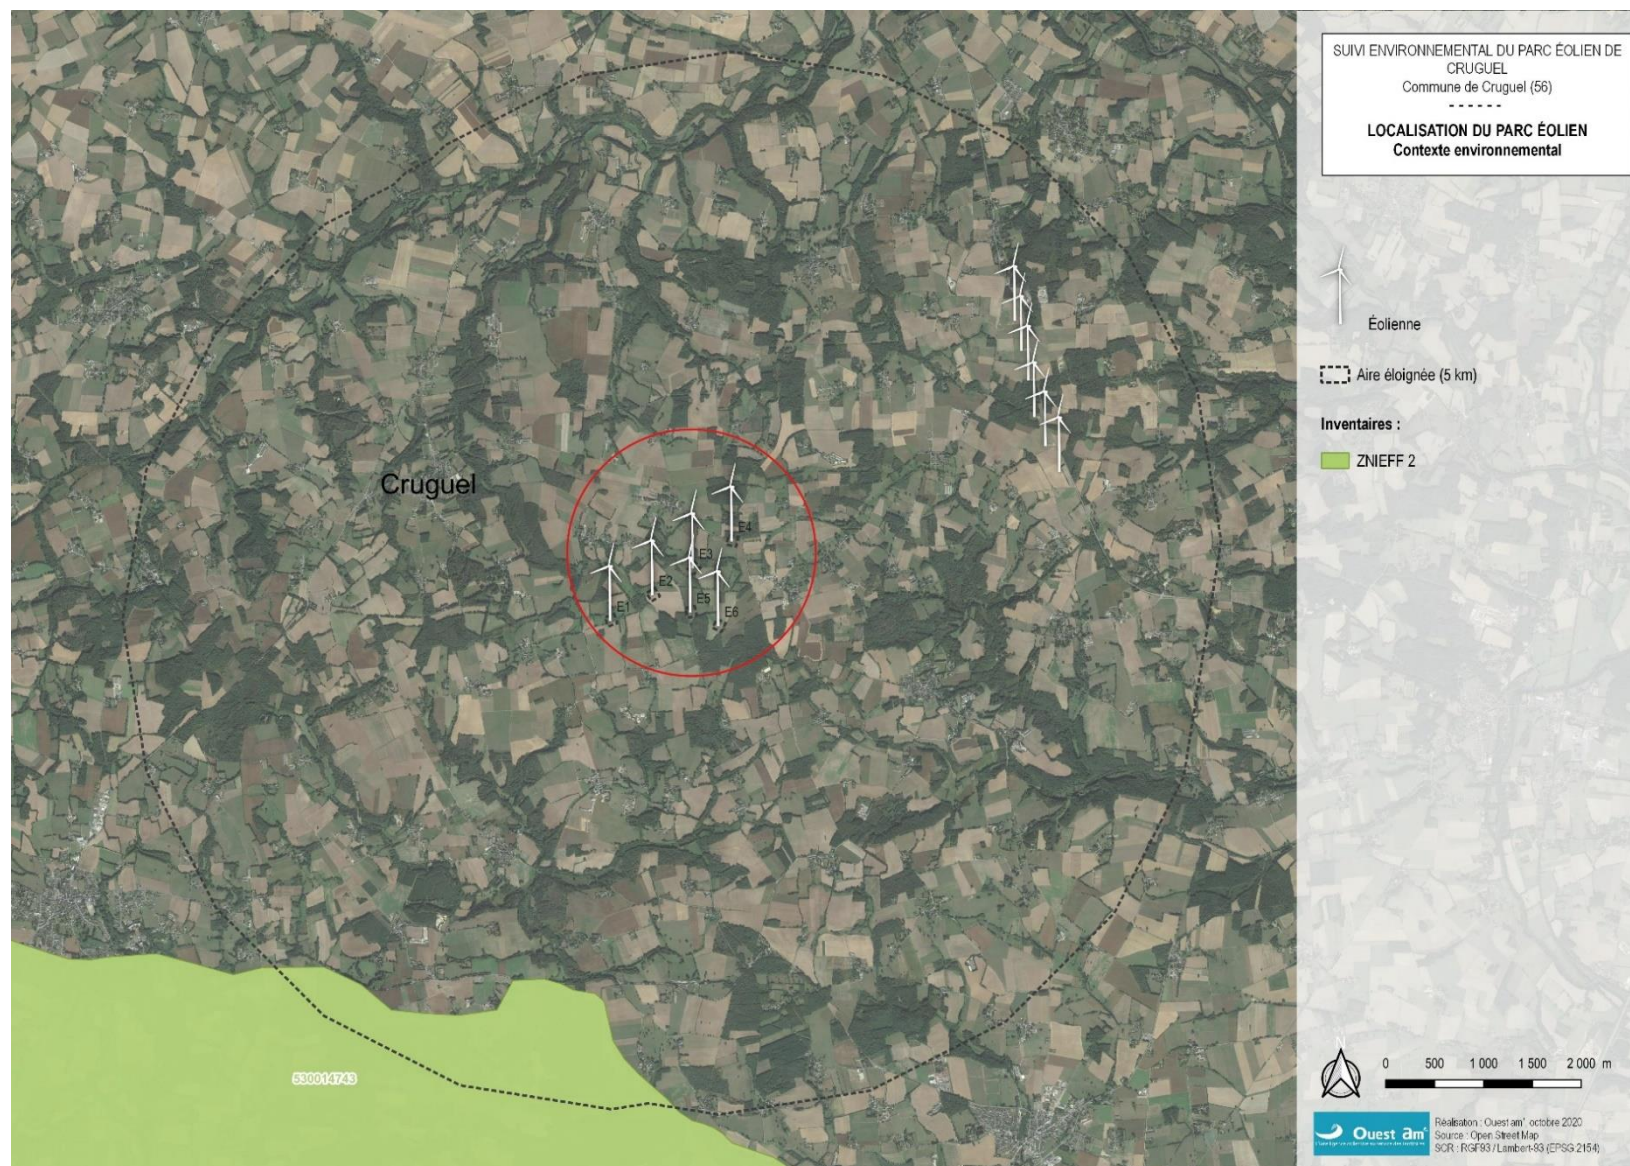 SUIVI ENVIRONNEMENTAL DU PARC ÉOLIEN DE
CRUGUEL
Commune de Cruguel (56)
LOCALISATION DU PARC ÉOLIEN
Contexte environnemental
Éolienne
Aire éloignée (5 km)
Inventaires :
ZNIEFF 2
Cruguel
E4
E3
E2
E1
E5
E6
530014743
N
0 500 1 000 1 500 2 000 m
Ouest am'
Réalisation : Ouest am', octobre 2020
Source : Open Street Map
SCR : RGF93 / Lambert-93 (EPSG 2154)